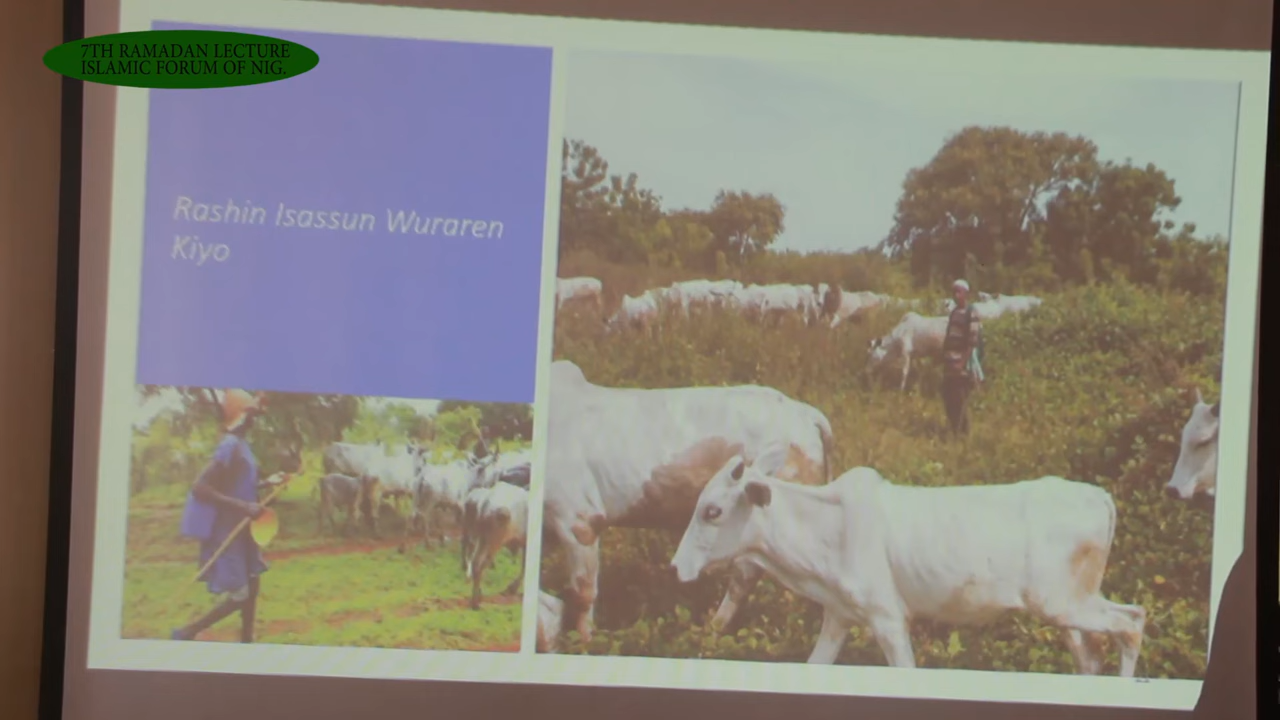 7TH RAMADAN LECTURE
ISLAMIC FORUM OF NIG.
Rashin Isassun Wuraren
Kiyo